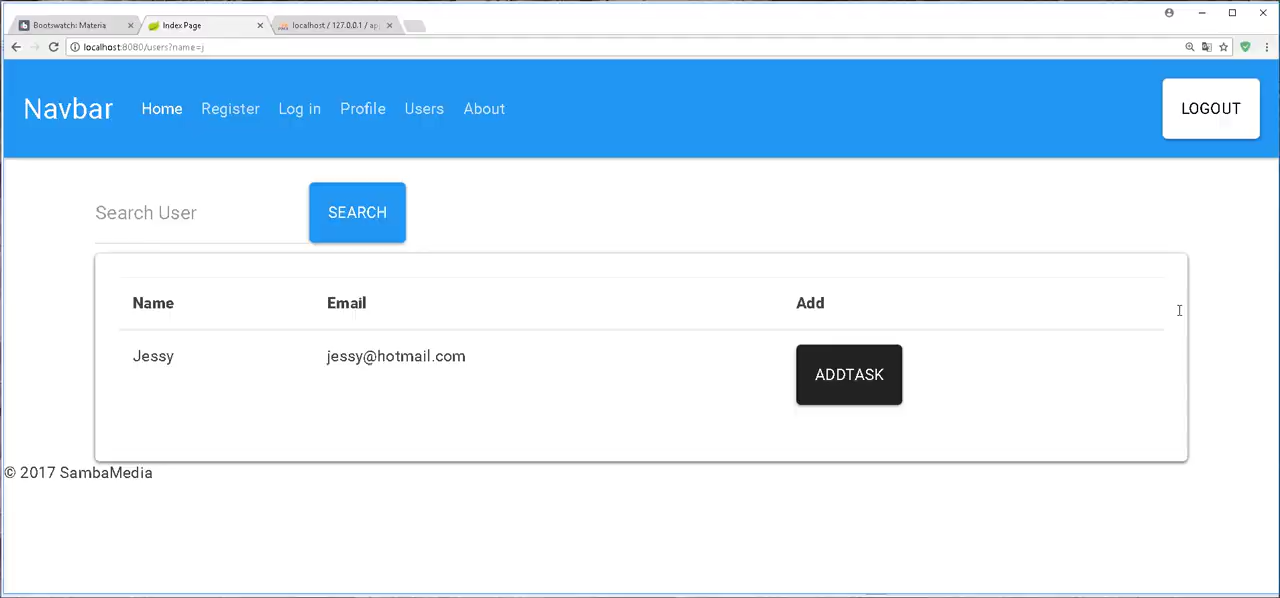 Bootswatch: Materia
Index Page
localhost / 127.0.0.1 / ap
localhost:8080/users?name=j
Navbar
Home
Register
Log in
Profile
Users
About
LOGOUT
Search User
SEARCH
Name Email Add
Jessy jessy@hotmail.com ADDTASK
© 2017 SambaMedia